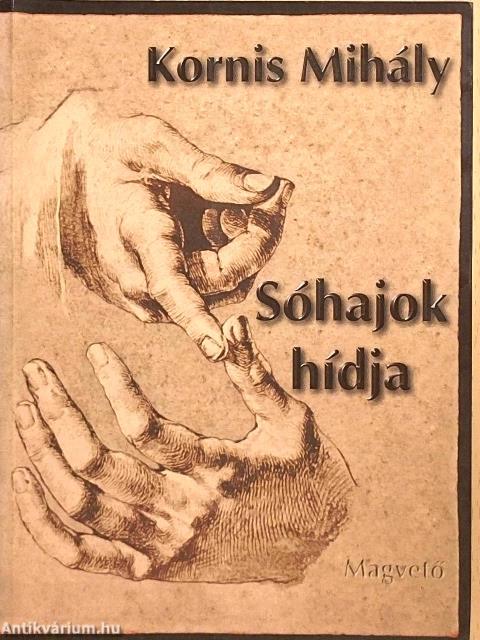 Kornis Mihály
Sóhajok
hídja
Magvető
Antikvárium.hu